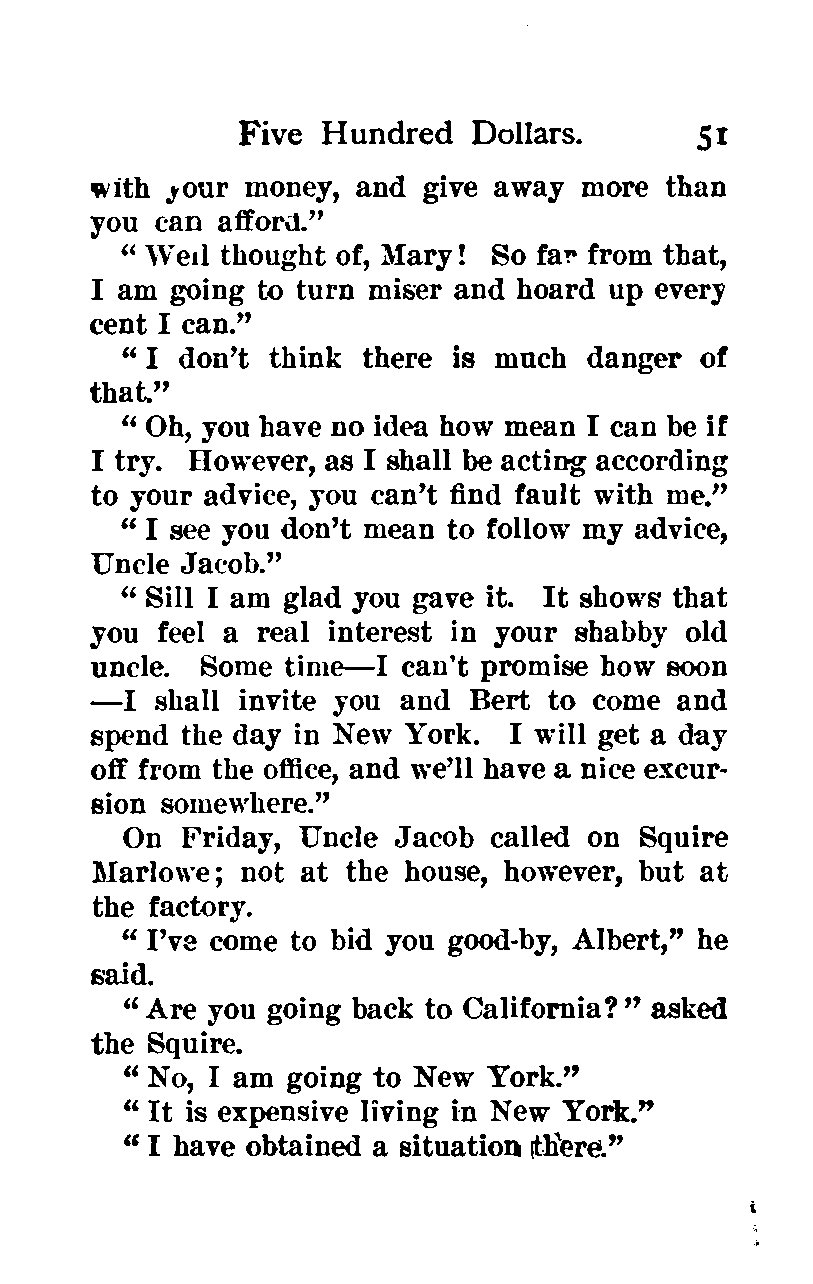 Five Hundred Dollars. 51
with your money, and give away more than
you can afford."
"Well thought of, Mary! So far from that,
I am going to turn miser and hoard up every
cent I can."
"I don't think there is much danger of
that."
"Oh, you have no idea how mean I can be if
I try. However, as I shall be acting according
to your advice, you can't find fault with me."
"I see you don't mean to follow my advice,
Uncle Jacob."
"Sill I am glad you gave it. It shows that
you feel a real interest in your shabby old
uncle. Some time—I can't promise how soon
—I shall invite you and Bert to come and
spend the day in New York. I will get a day
off from the office, and we'll have a nice excur-
sion somewhere."
On Friday, Uncle Jacob called on Squire
Marlowe; not at the house, however, but at
the factory.
"I've come to bid you good-by, Albert," he
said.
"Are you going back to California?" asked
the Squire.
"No, I am going to New York."
"It is expensive living in New York."
"I have obtained a situation there."